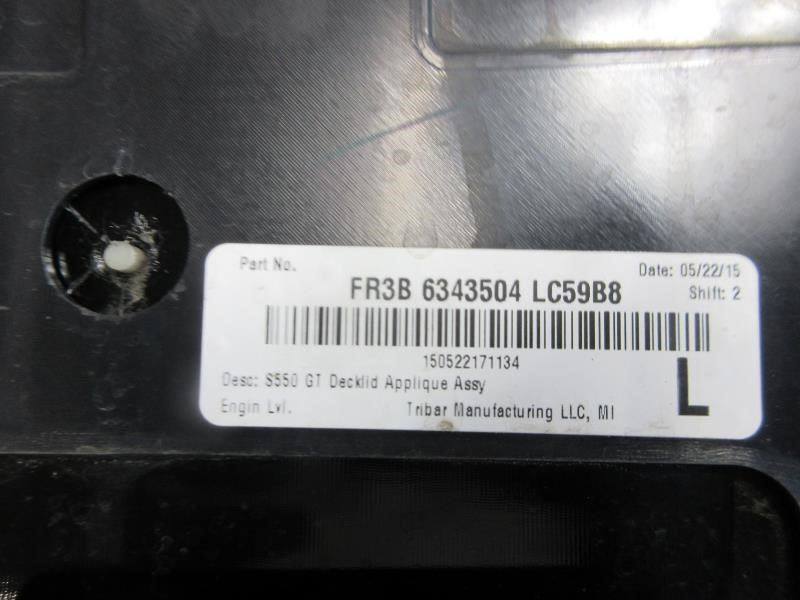 Part No.
Date: 05/22/15
FR3B 6343504 LC59B8
Shift: 2
150522171134
Desc: S550 GT Decklid Applique Assy
L
Engin Lvl.
Tribar Manufacturing LLC, MI